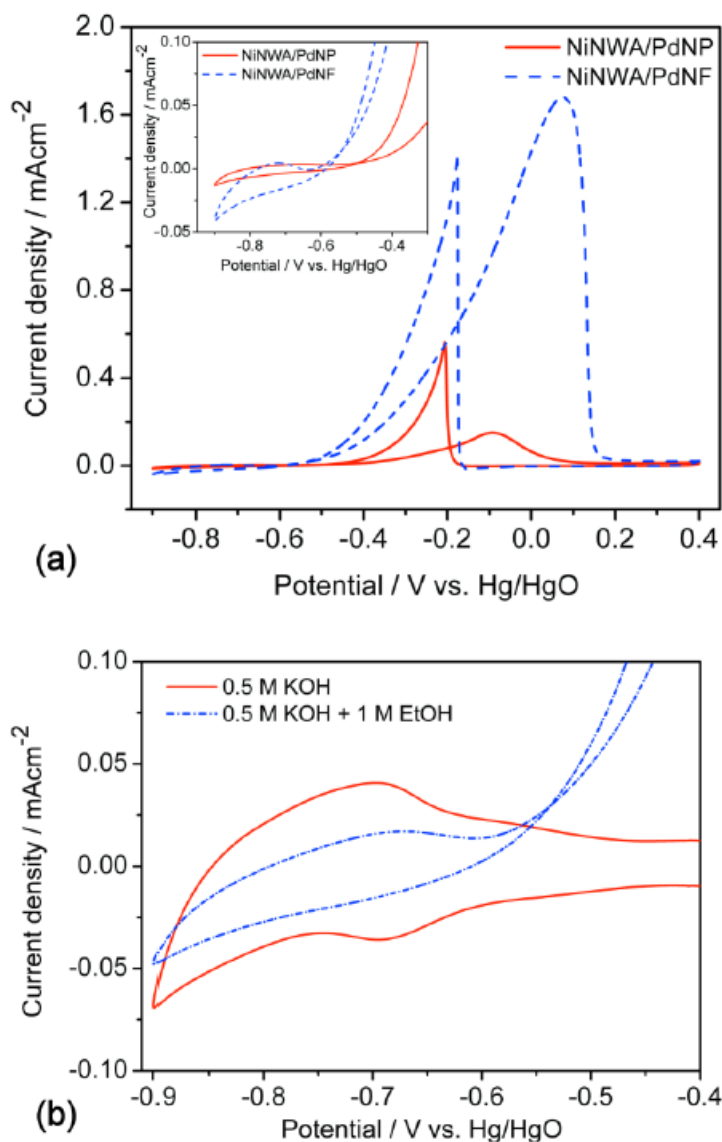 2.0
1.6
1.2
0.8
0.4
0.0
Current density / mAcm-2
NiNWA/PdNP
NiNWA/PdNF
0.10
0.05
0.00
-0.05
Current density / mAcm-2
NiNWA/PdNP
NiNWA/PdNF
-0.8 -0.6 -0.4
Potential / V vs. Hg/HgO
-0.8 -0.6 -0.4 -0.2 0.0 0.2 0.4
(a)
Potential / V vs. Hg/HgO
0.10
0.05
0.00
-0.05
-0.10
Current density / mAcm-2
0.5 M KOH
0.5 M KOH + 1 M EtOH
-0.9 -0.8 -0.7 -0.6 -0.5 -0.4
(b)
Potential / V vs. Hg/HgO